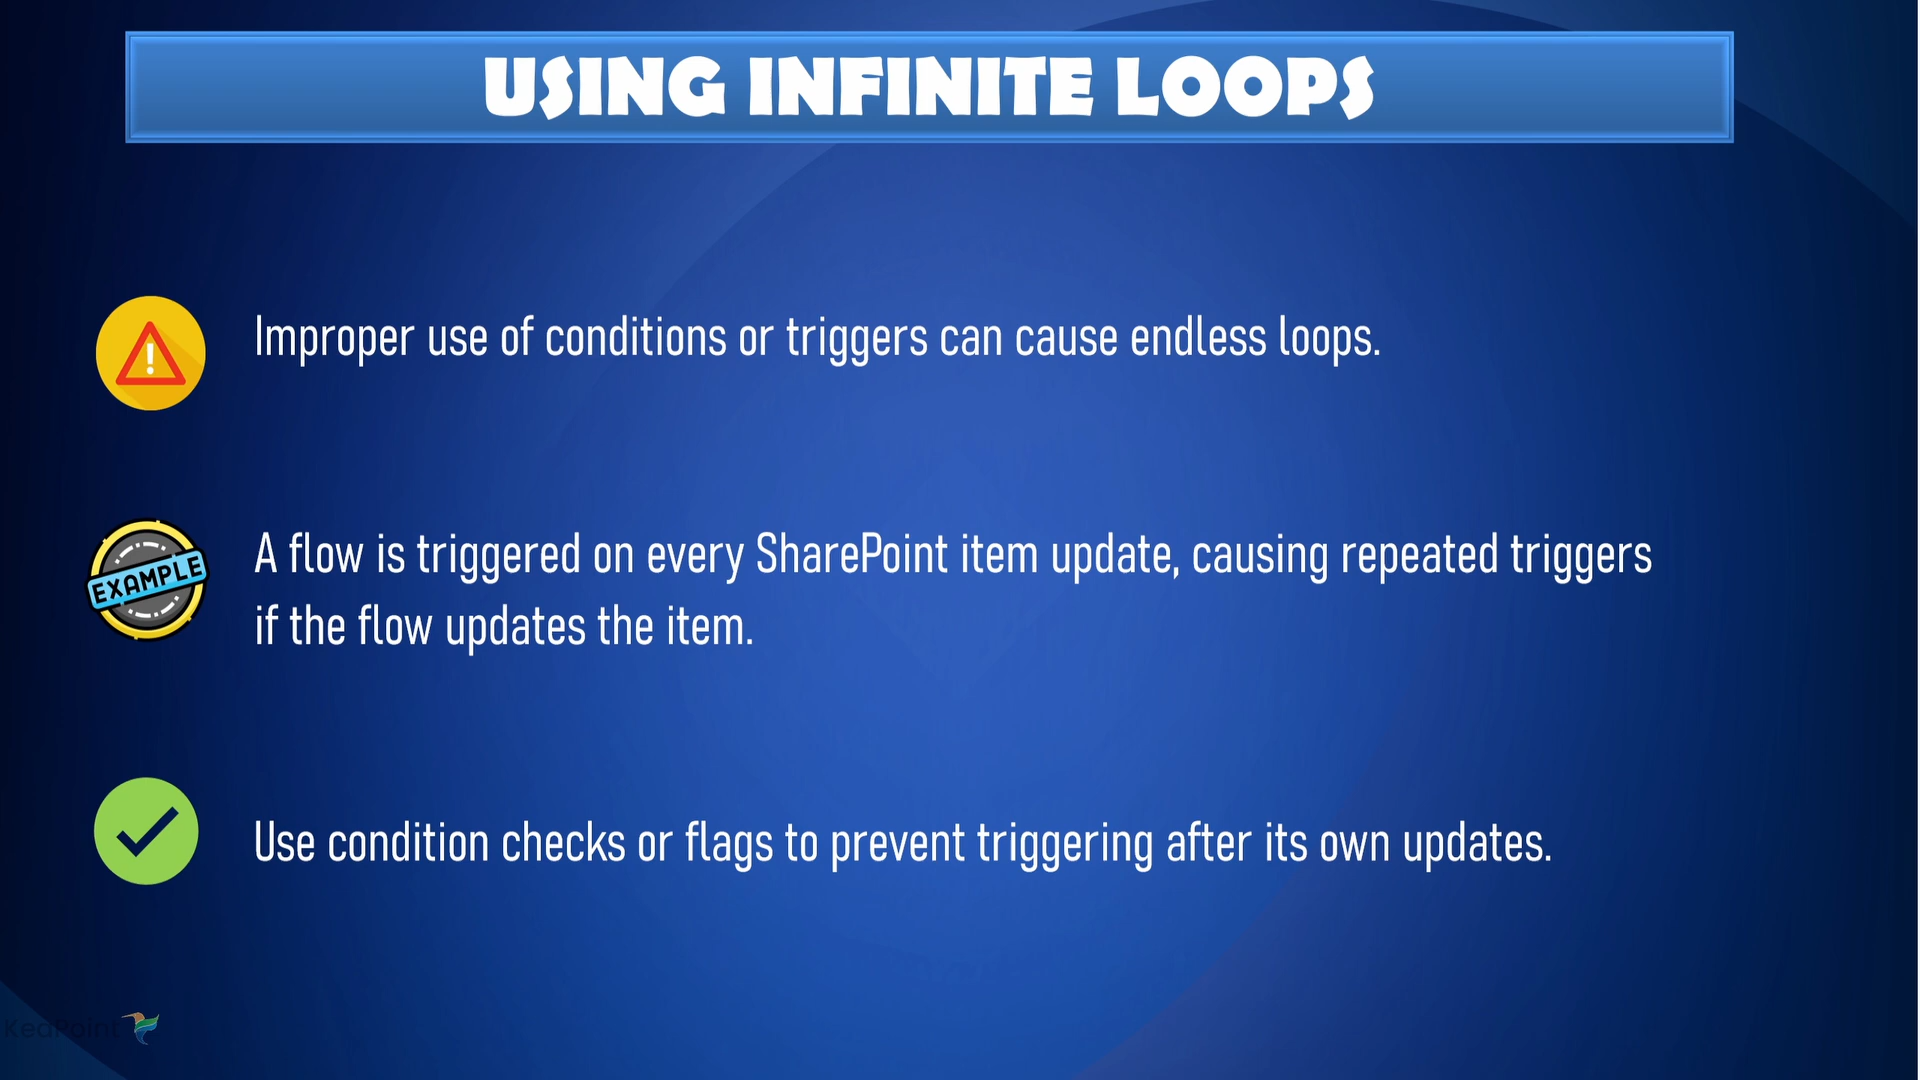 USING INFINITE LOOPS
Improper use of conditions or triggers can cause endless loops.
EXAMPLE
A flow is triggered on every SharePoint item update, causing repeated triggers
if the flow updates the item.
Use condition checks or flags to prevent triggering after its own updates.
KedPoint